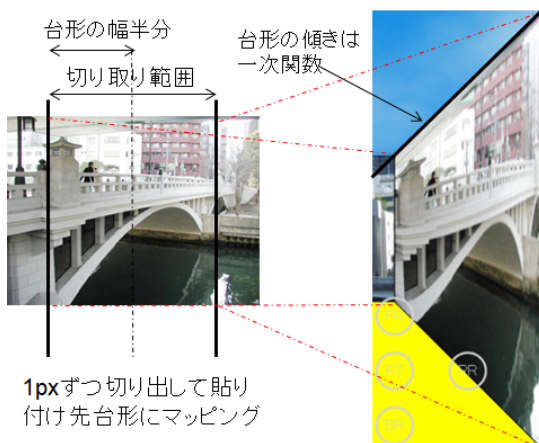 台形の幅半分
切り取り範囲
台形の傾きは
一次関数
PR
1pxずつ切り出して貼り
付け先台形にマッピング